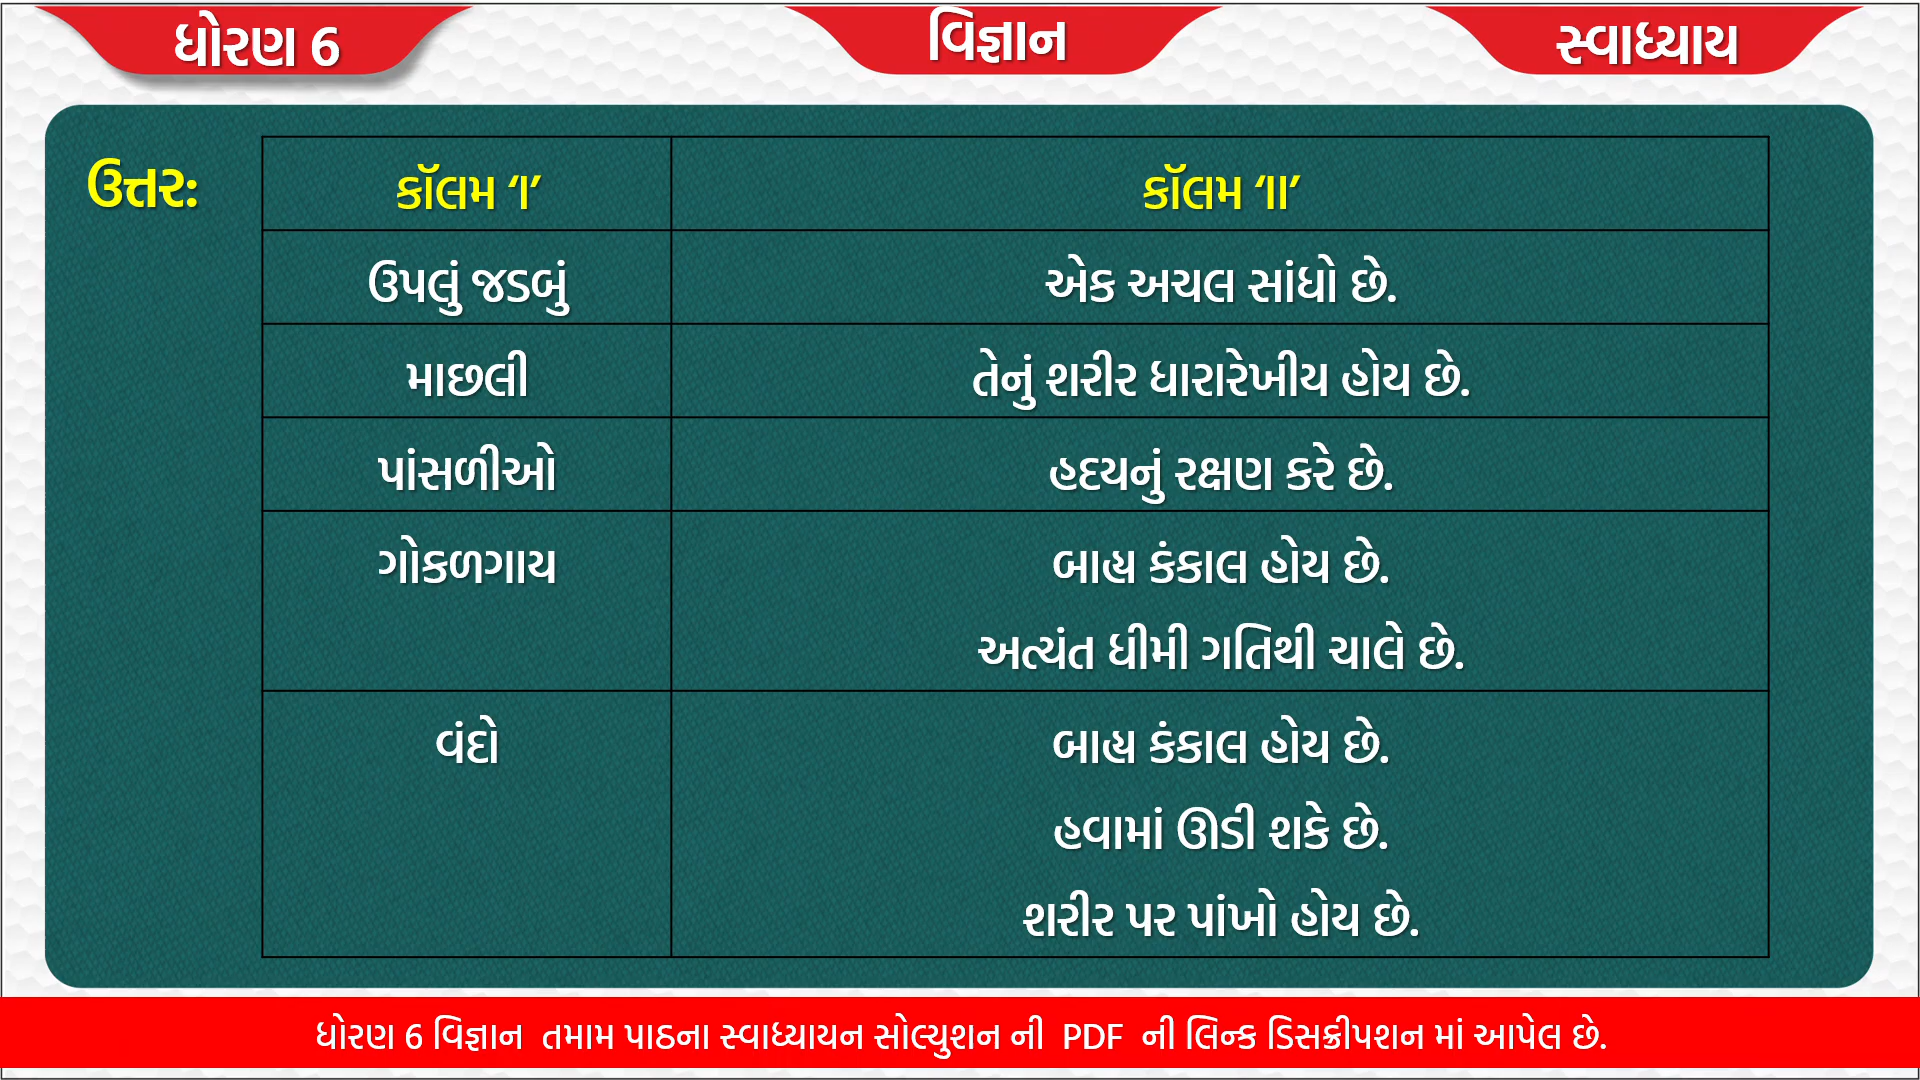 ધોરણ 6
વિજ્ઞાન
સ્વાધ્યાય
ઉત્તર:
કૉલમ ‘I’
કૉલમ ‘II’
ઉપલું જડબું
એક અચલ સાંધો છે.
માછલી
તેનું શરીર ધારારેખીય હોય છે.
પાંસળીઓ
હૃદયનું રક્ષણ કરે છે.
ગોકળગાય
બાહ્ય કંકાલ હોય છે.
અત્યંત ધીમી ગતિથી ચાલે છે.
વંદો
બાહ્ય કંકાલ હોય છે.
હવામાં ઊડી શકે છે.
શરીર પર પાંખો હોય છે.
ધોરણ 6 વિજ્ઞાન તમામ પાઠના સ્વાધ્યાયન સોલ્યુશન ની PDF ની લિન્ક ડિસક્રીપશન માં આપેલ છે.